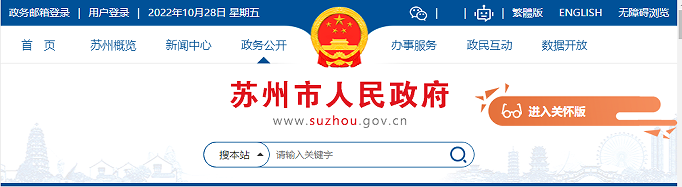 政务邮箱登录 | 用户登录 | 2022年10月28日 星期五 | | 繁體版 ENGLISH 无障碍浏览
首 页 苏州概览 新闻中心 政务公开 办事服务 政民互动 数据开放
苏州市人民政府
www.suzhou.gov.cn
进入关怀版
搜本站 请输入关键字